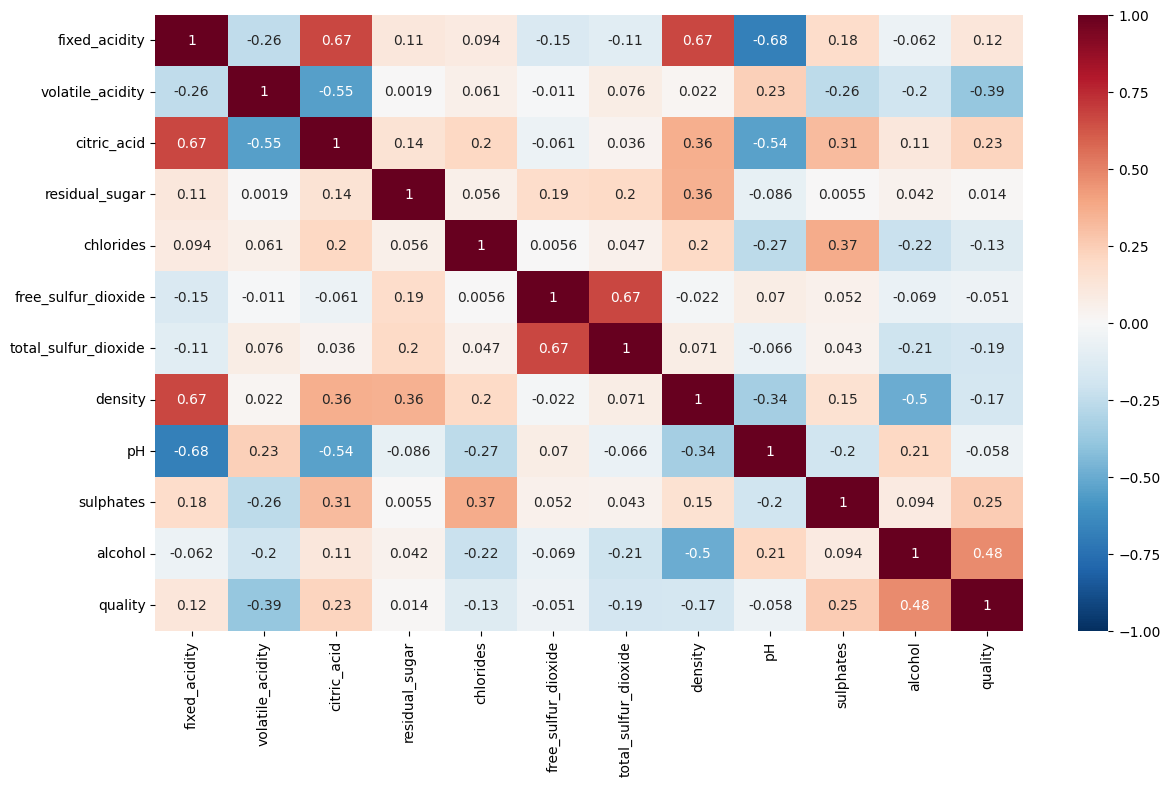 fixed_acidity 1 -0.26 0.67 0.11 0.094 -0.15 -0.11 0.67 -0.68 0.18 -0.062 0.12
volatile_acidity -0.26 1 -0.55 0.0019 0.061 -0.011 0.076 0.022 0.23 -0.26 -0.2 -0.39
citric_acid 0.67 -0.55 1 0.14 0.2 -0.061 0.036 0.36 -0.54 0.31 0.11 0.23
residual_sugar 0.11 0.0019 0.14 1 0.056 0.19 0.2 0.36 -0.086 0.0055 0.042 0.014
chlorides 0.094 0.061 0.2 0.056 1 0.0056 0.047 0.2 -0.27 0.37 -0.22 -0.13
free_sulfur_dioxide -0.15 -0.011 -0.061 0.19 0.0056 1 0.67 -0.022 0.07 0.052 -0.069 -0.051
total_sulfur_dioxide -0.11 0.076 0.036 0.2 0.047 0.67 1 0.071 -0.066 0.043 -0.21 -0.19
density 0.67 0.022 0.36 0.36 0.2 -0.022 0.071 1 -0.34 0.15 -0.5 -0.17
pH -0.68 0.23 -0.54 -0.086 -0.27 0.07 -0.066 -0.34 1 -0.2 0.21 -0.058
sulphates 0.18 -0.26 0.31 0.0055 0.37 0.052 0.043 0.15 -0.2 1 0.094 0.25
alcohol -0.062 -0.2 0.11 0.042 -0.22 -0.069 -0.21 -0.5 0.21 0.094 1 0.48
quality 0.12 -0.39 0.23 0.014 -0.13 -0.051 -0.19 -0.17 -0.058 0.25 0.48 1
fixed_acidity
volatile_acidity
citric_acid
residual_sugar
chlorides
free_sulfur_dioxide
total_sulfur_dioxide
density
pH
sulphates
alcohol
quality
1.00
0.75
0.50
0.25
0.00
−0.25
−0.50
−0.75
−1.00